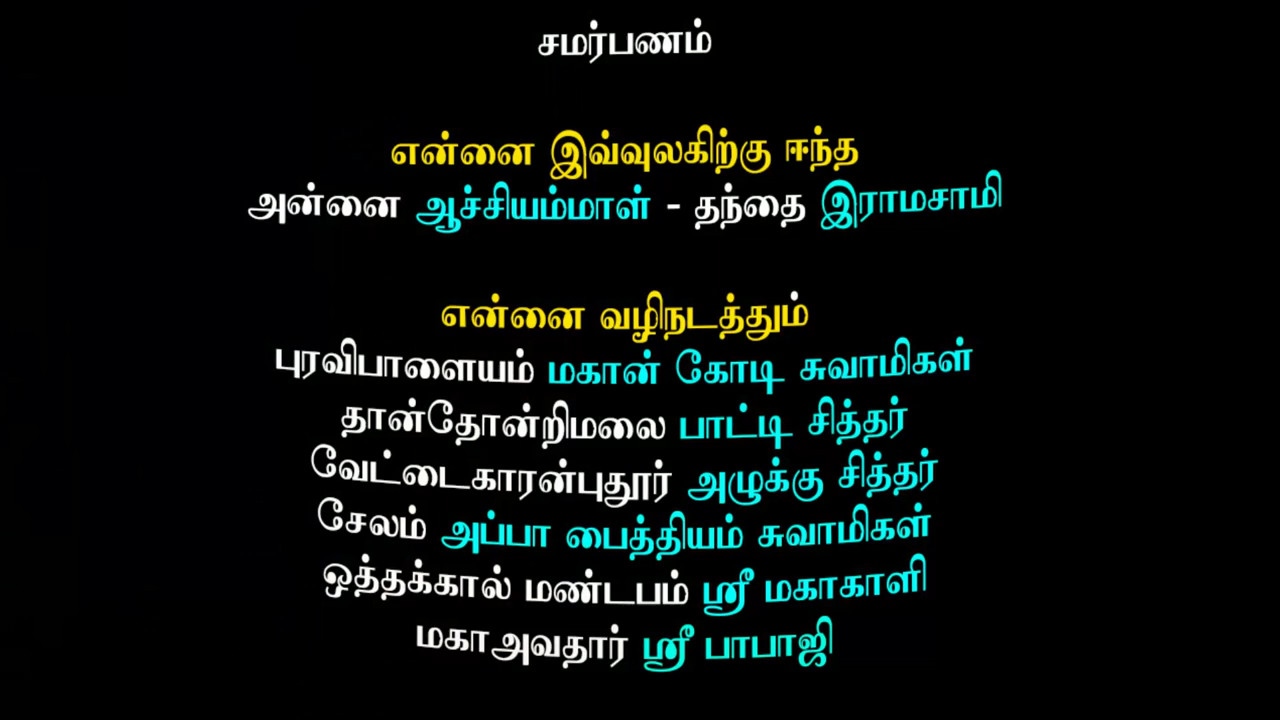 சமர்பணம்
என்னை இவ்வுலகிற்கு ஈந்த
அன்னை ஆச்சியம்மாள் - தந்தை இராமசாமி
என்னை வழிநடத்தும்
புரவிபாளையம் மகான் கோடி சுவாமிகள்
தான்தோன்றிமலை பாட்டி சித்தர்
வேட்டைகாரன்புதூர் அழுக்கு சித்தர்
சேலம் அப்பா பைத்தியம் சுவாமிகள்
ஒத்தக்கால் மண்டபம் ஸ்ரீ மகாகாளி
மகாஅவதார் ஸ்ரீ பாபாஜி